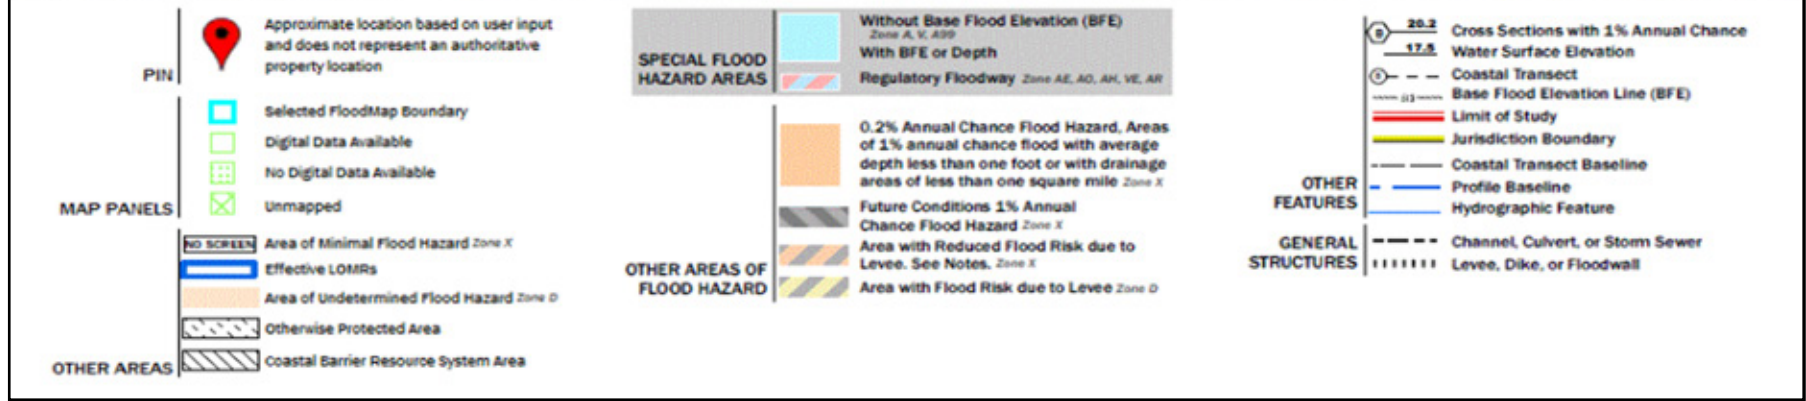 PIN
Approximate location based on user input
and does not represent an authoritative
property location
MAP PANELS
Selected FloodMap Boundary
Digital Data Available
No Digital Data Available
Unmapped
OTHER AREAS
NO SCREEN Area of Minimal Flood Hazard Zone X
Effective LOMRs
Area of Undetermined Flood Hazard Zone D
Otherwise Protected Area
Coastal Barrier Resource System Area
SPECIAL FLOOD
HAZARD AREAS
Without Base Flood Elevation (BFE)
Zone A, V, A99
With BFE or Depth
Regulatory Floodway Zone AE, AO, AH, VE, AR
OTHER AREAS OF
FLOOD HAZARD
0.2% Annual Chance Flood Hazard, Areas
of 1% annual chance flood with average
depth less than one foot or with drainage
areas of less than one square mile Zone X
Future Conditions 1% Annual
Chance Flood Hazard Zone X
Area with Reduced Flood Risk due to
Levee. See Notes. Zone X
Area with Flood Risk due to Levee Zone D
OTHER
FEATURES
20.2 Cross Sections with 1% Annual Chance
17.5 Water Surface Elevation
Coastal Transect
Base Flood Elevation Line (BFE)
Limit of Study
Jurisdiction Boundary
Coastal Transect Baseline
Profile Baseline
Hydrographic Feature
GENERAL
STRUCTURES
Channel, Culvert, or Storm Sewer
Levee, Dike, or Floodwall